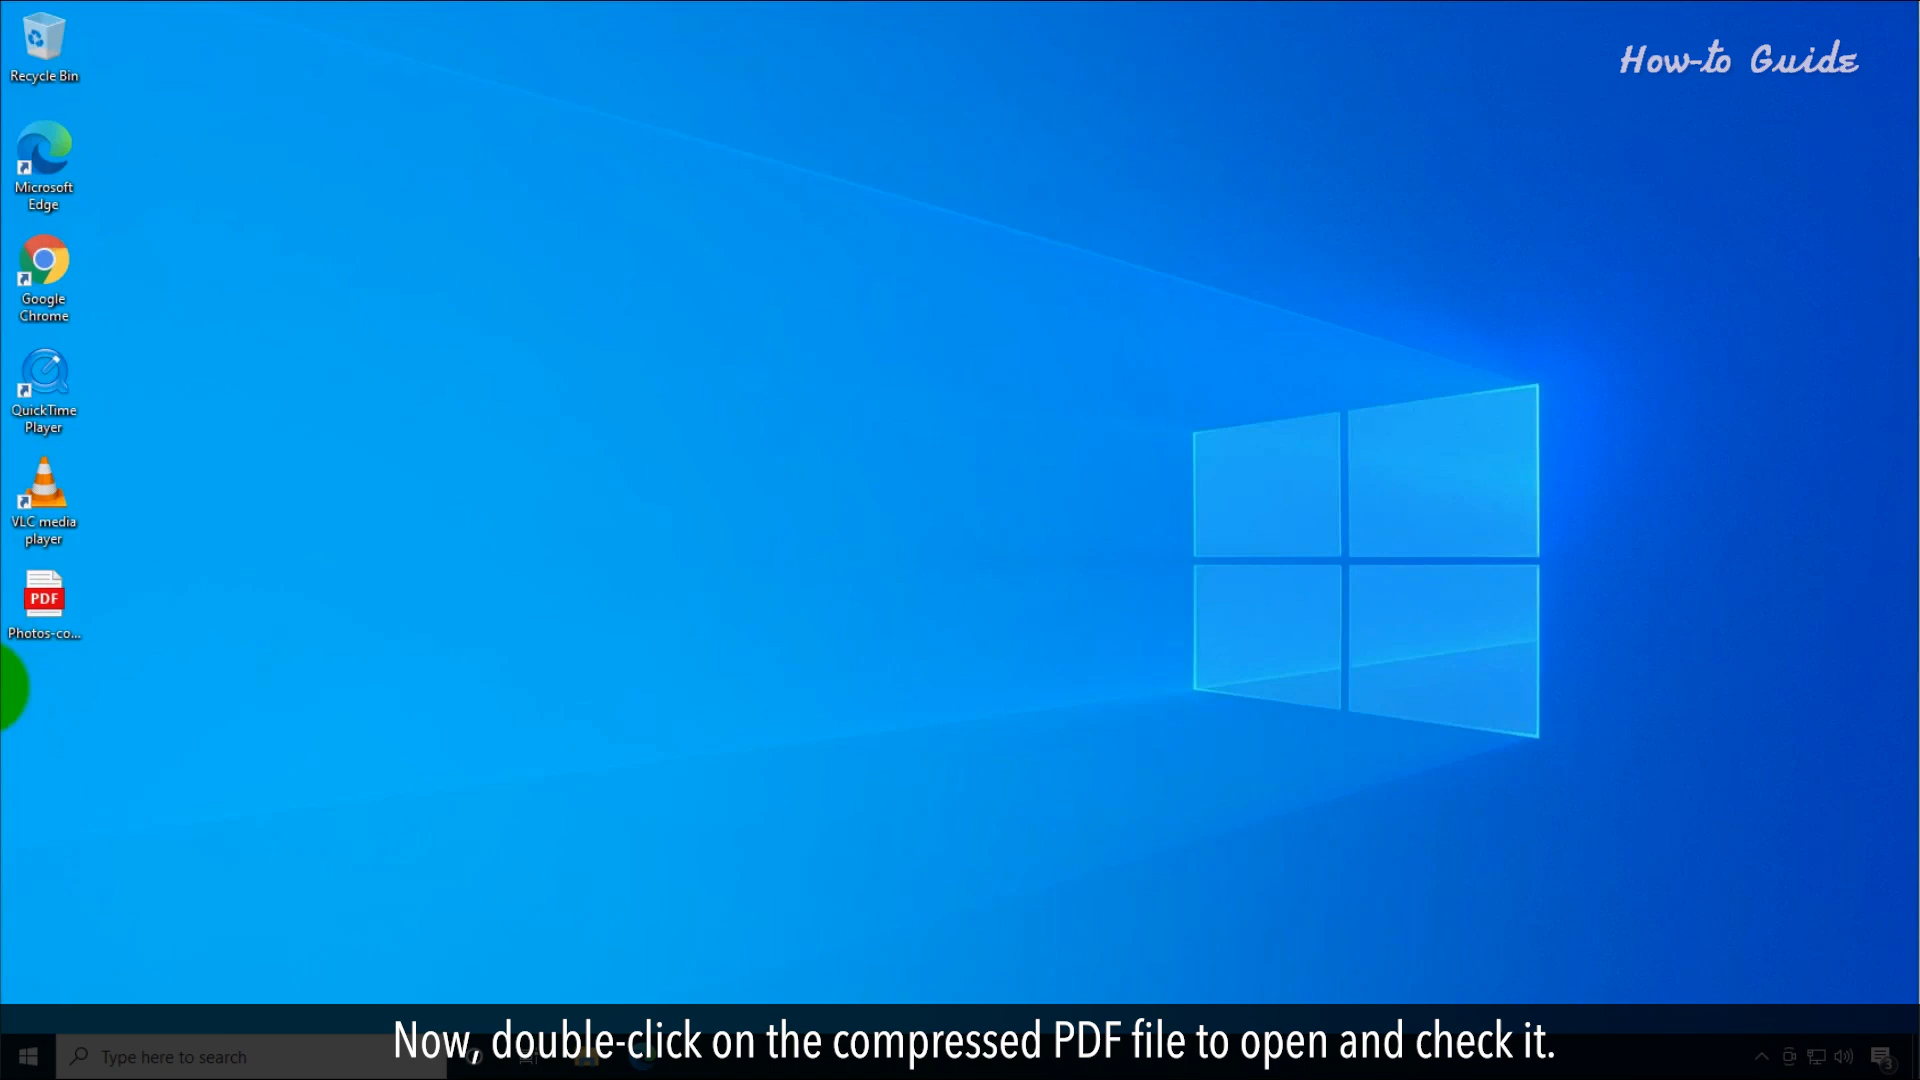 How-to Guide
Recycle Bin
Microsoft
Edge
Google
Chrome
QuickTime
Player
VLC media
player
PDF
Photos-co...
Now, double-click on the compressed PDF file to open and check it.
Type here to search
3